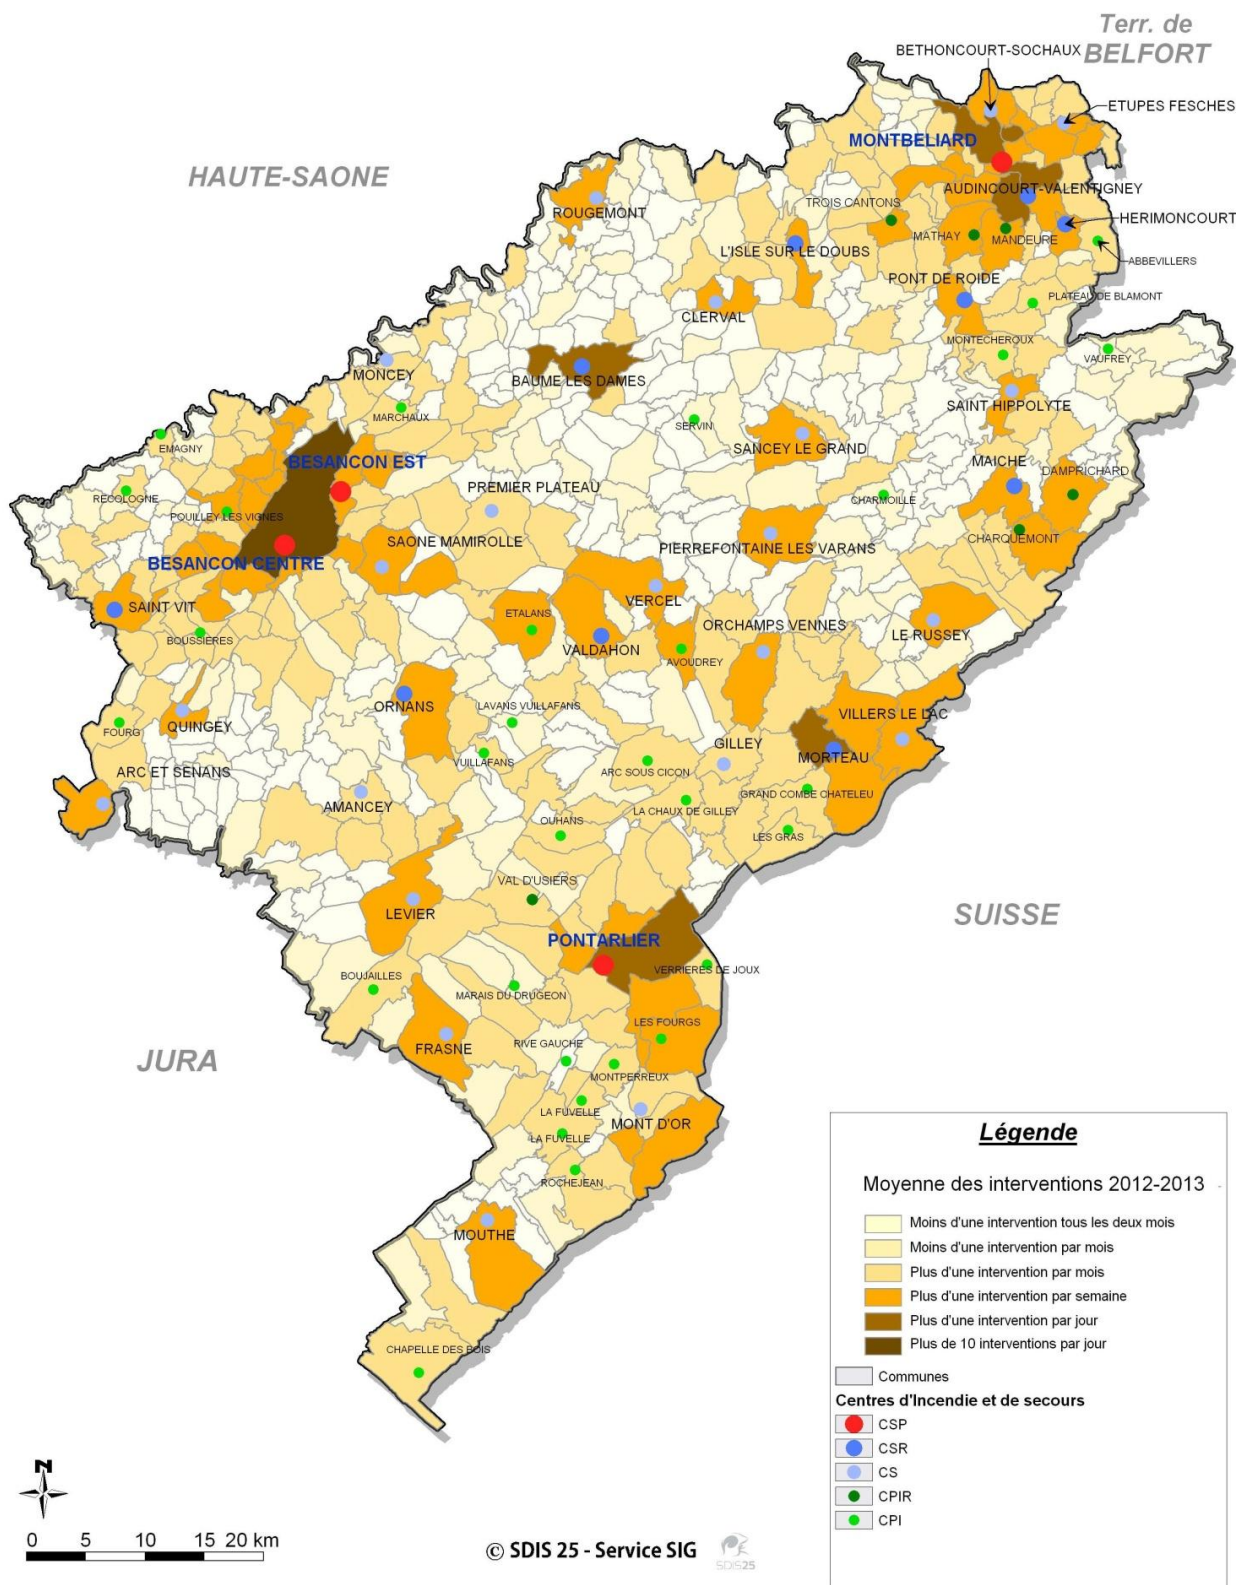 Terr. de
BELFORT
BETHONCOURT-SOCHAUX
ETUPES FESCHES
MONTBELIARD
HAUTE-SAONE
AUDINCOURT-VALENTIGNEY
TROIS CANTONS
ROUGEMONT
HERIMONCOURT
MATHAY
MANDEURE
L'ISLE SUR LE DOUBS
ABBEVILLERS
PONT DE ROIDE
PLATEAU DE BLAMONT
CLERVAL
MONTECHEROUX
VAUFREY
MONCEY
BAUME LES DAMES
SAINT HIPPOLYTE
MARCHAUX
SERVIN
EMAGNY
SANCEY LE GRAND
BESANCON EST
MAICHE
DAMPRICHARD
PREMIER PLATEAU
RECOLOGNE
CHARMOILLE
POUILLEY LES VIGNES
CHARQUEMONT
SAONE MAMIROLLE
PIERREFONTAINE LES VARANS
BESANCON CENTRE
VERCEL
SAINT VIT
ETALANS
ORCHAMPS VENNES
LE RUSSEY
BOUSSIERES
VALDAHON
AVOUDREY
ORNANS
LAVANS VUILLAFANS
VILLERS LE LAC
QUINGEY
FOURG
GILLEY
VUILLAFANS
MORTEAU
ARC ET SENANS
ARC SOUS CICON
GRAND COMBE CHATELEU
AMANCEY
LA CHAUX DE GILLEY
OUHANS
LES GRAS
VAL D'USIERS
LEVIER
SUISSE
PONTARLIER
VERRIERES DE JOUX
BOUJAILLES
MARAIS DU DRUGEON
LES FOURGS
RIVE GAUCHE
FRASNE
JURA
MONTPERREUX
LA FUVELLE
MONT D'OR
LA FUVELLE
ROCHEJEAN
MOUTHE
CHAPELLE DES BOIS
Légende
Moyenne des interventions 2012-2013
Moins d'une intervention tous les deux mois
Moins d'une intervention par mois
Plus d'une intervention par mois
Plus d'une intervention par semaine
Plus d'une intervention par jour
Plus de 10 interventions par jour
Communes
Centres d'Incendie et de secours
CSP
CSR
CS
CPIR
CPI
N
0 5 10 15 20 km
© SDIS 25 - Service SIG
SDIS25